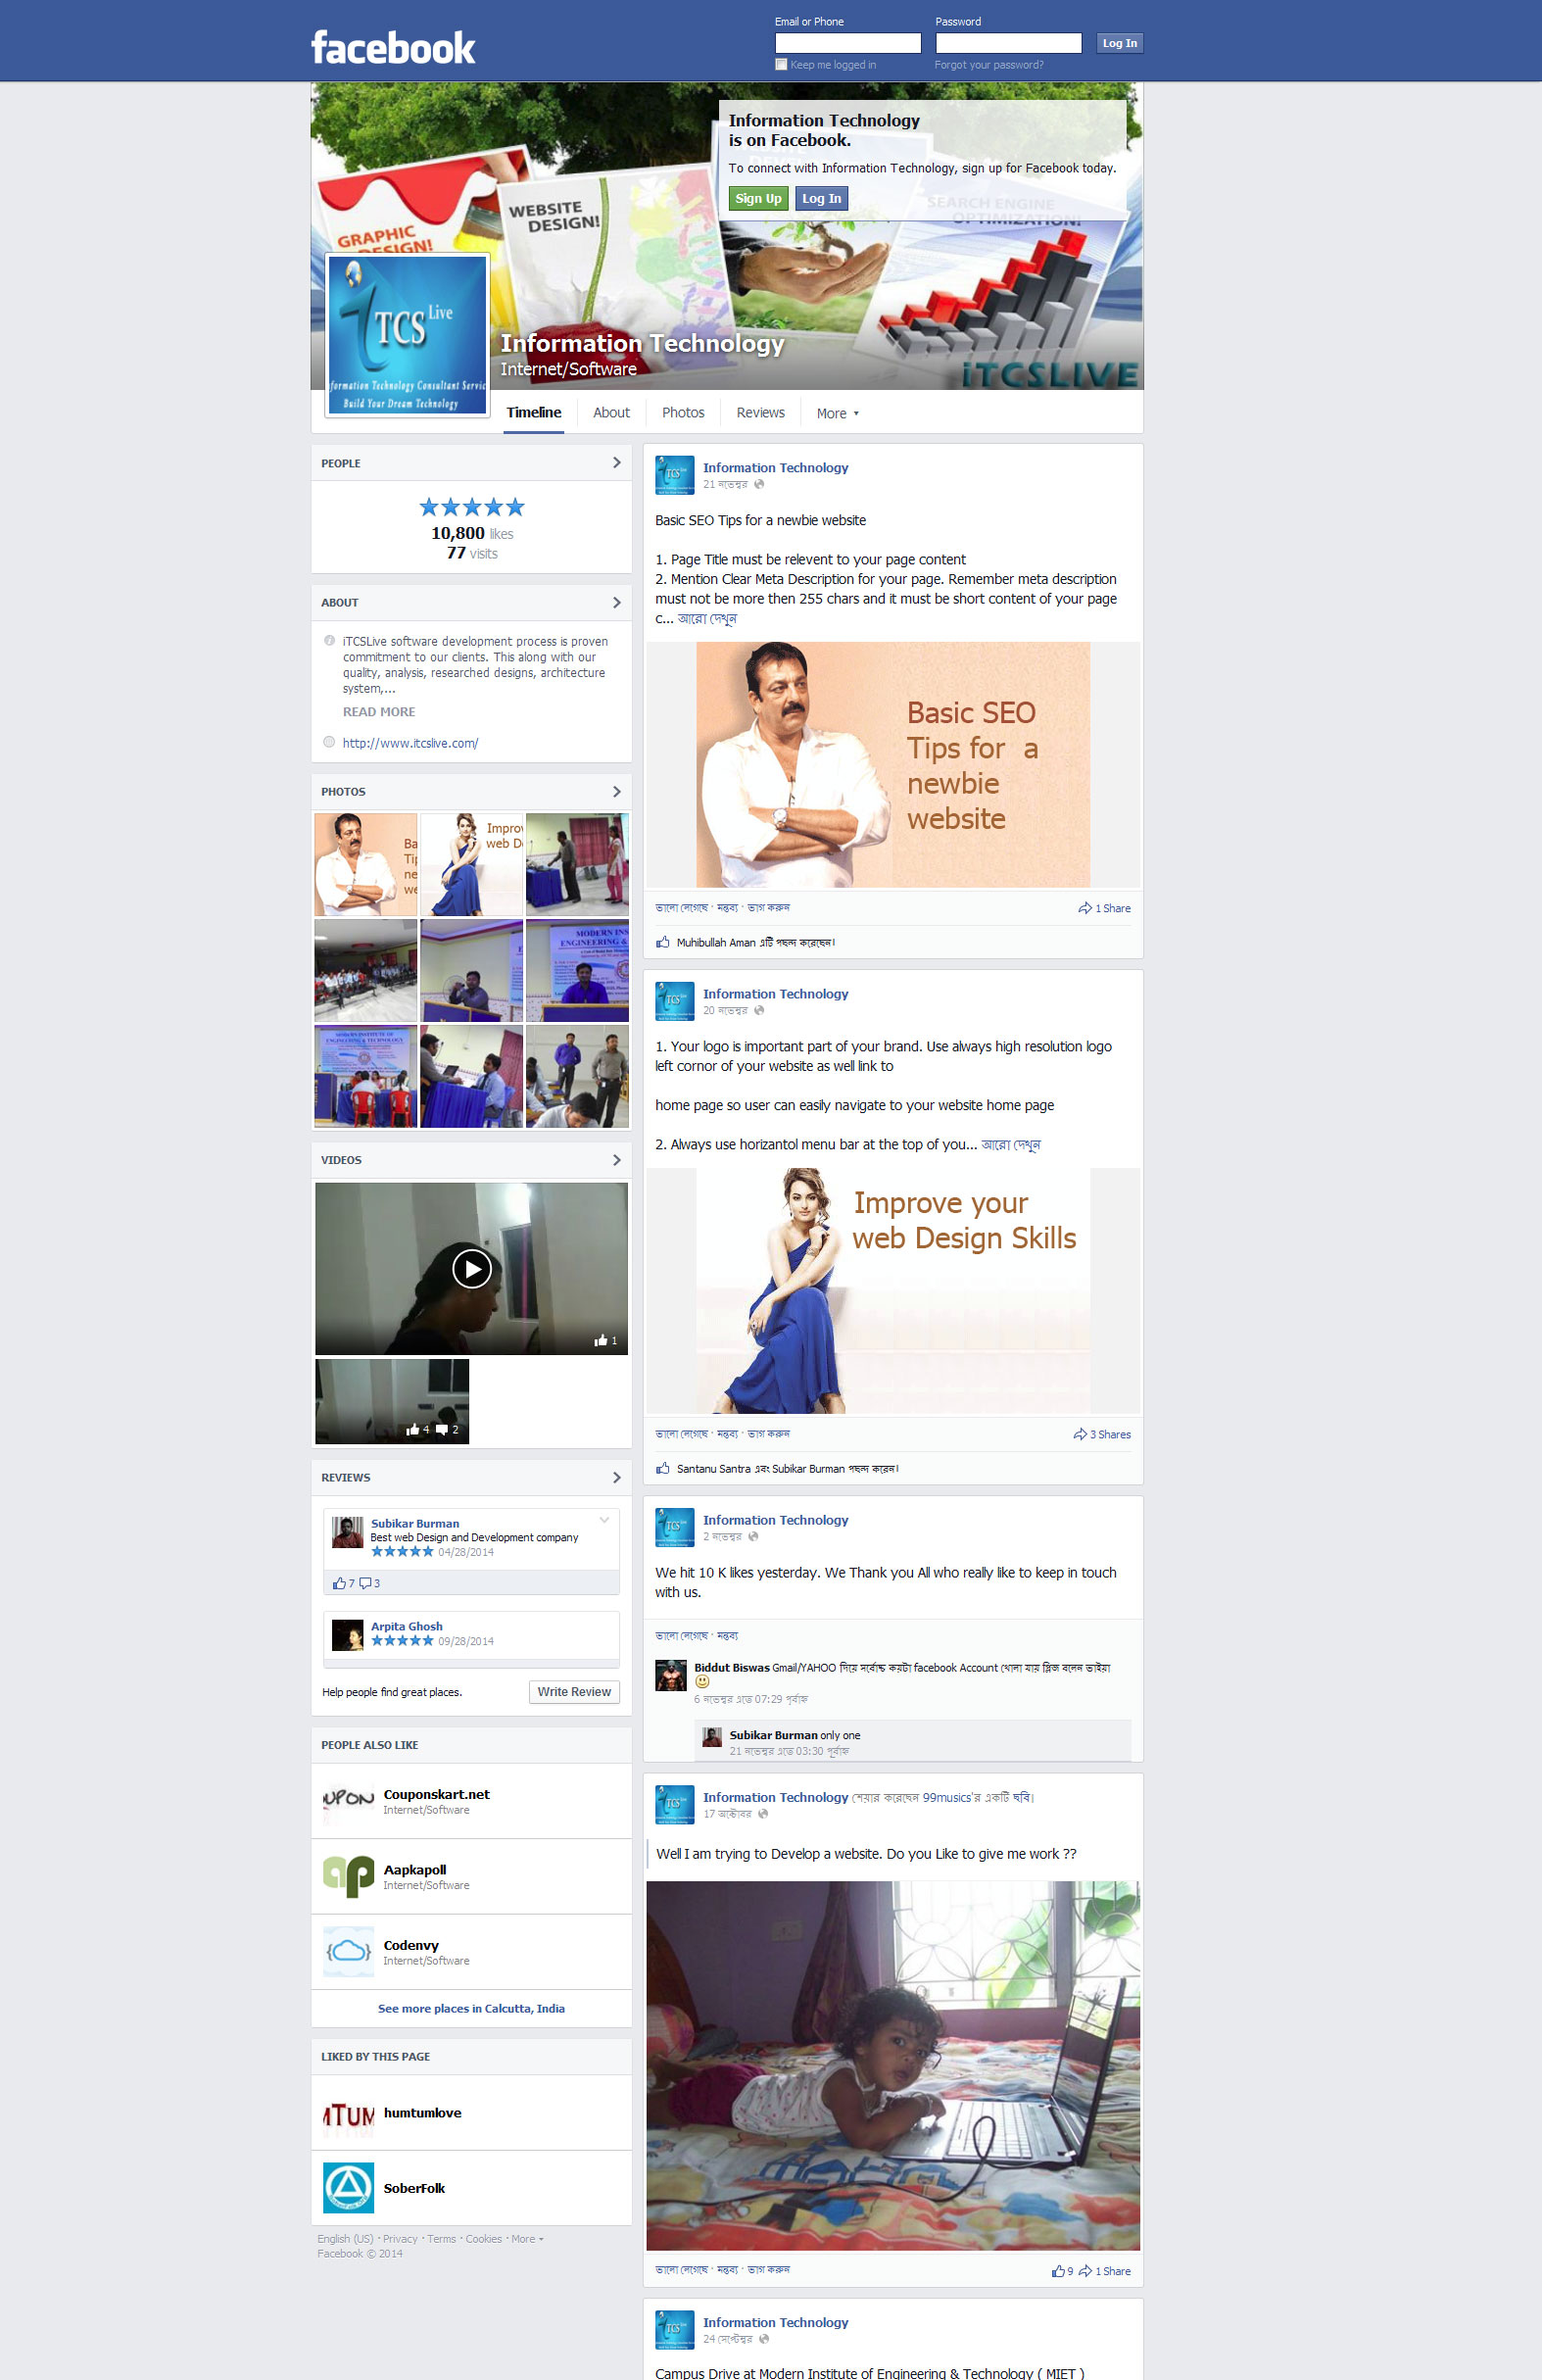 facebook
Email or Phone
Password
Log In
Keep me logged in
Forgot your password?
Information Technology
is on Facebook.
To connect with Information Technology, sign up for Facebook today.
Sign Up
Log In
GRAPHIC
DESIGN!
WEBSITE
DESIGN!
SEARCH ENGINE
OPTIMIZATION!
TCS Live
Information Technology Consultant Servic
Build Your Dream Technology
Information Technology
Internet/Software
iTCSLIVE
Timeline
About
Photos
Reviews
More
PEOPLE
10,800 likes
77 visits
ABOUT
iTCSLive software development process is proven
commitment to our clients. This along with our
quality, analysis, researched designs, architecture
system,...
READ MORE
http://www.itcslive.com/
PHOTOS
Ba
Tip
ne
we
Improv
web D
MODERN INS
ENGINEERING &
MODERN INSTITUTE OF
ENGINEERING & TECHNOLOGY
VIDEOS
1
4 2
REVIEWS
Subikar Burman
Best web Design and Development company
04/28/2014
7 3
Arpita Ghosh
09/28/2014
Help people find great places.
Write Review
PEOPLE ALSO LIKE
UPON
Couponskart.net
Internet/Software
ap
Aapkapoll
Internet/Software
Codenvy
Internet/Software
See more places in Calcutta, India
LIKED BY THIS PAGE
MTUM
humtumlove
SoberFolk
English (US) · Privacy · Terms · Cookies · More
Facebook © 2014
Information Technology
21 নভেম্বর
Basic SEO Tips for a newbie website
1. Page Title must be relevent to your page content
2. Mention Clear Meta Description for your page. Remember meta description
must not be more then 255 chars and it must be short content of your page
c... আরো দেখুন
Basic SEO
Tips for a
newbie
website
ভালো লেগেছে · মন্তব্য · ভাগ করুন
1 Share
Muhibullah Aman এটি পছন্দ করেছেন।
Information Technology
20 নভেম্বর
1. Your logo is important part of your brand. Use always high resolution logo
left cornor of your website as well link to
home page so user can easily navigate to your website home page
2. Always use horizantol menu bar at the top of you... আরো দেখুন
Improve your
web Design Skills
ভালো লেগেছে · মন্তব্য · ভাগ করুন
3 Shares
Santanu Santra এবং Subikar Burman পছন্দ করেন।
Information Technology
2 নভেম্বর
We hit 10 K likes yesterday. We Thank you All who really like to keep in touch
with us.
ভালো লেগেছে · মন্তব্য
Biddut Biswas Gmail/YAHOO দিয়ে সর্বোচ্চ কয়টা facebook Account খোলা যায় প্লিজ বলেন ভাইয়া
6 নভেম্বর এতে 07:29 পূর্বাহ্ন
Subikar Burman only one
21 নভেম্বর এতে 03:30 পূর্বাহ্ন
Information Technology শেয়ার করেছেন 99musics'র একটি ছবি।
17 অক্টোবর
Well I am trying to Develop a website. Do you Like to give me work ??
ভালো লেগেছে · মন্তব্য · ভাগ করুন
9 1 Share
Information Technology
24 সেপ্টেম্বর
Campus Drive at Modern Institute of Engineering & Technology ( MIET )